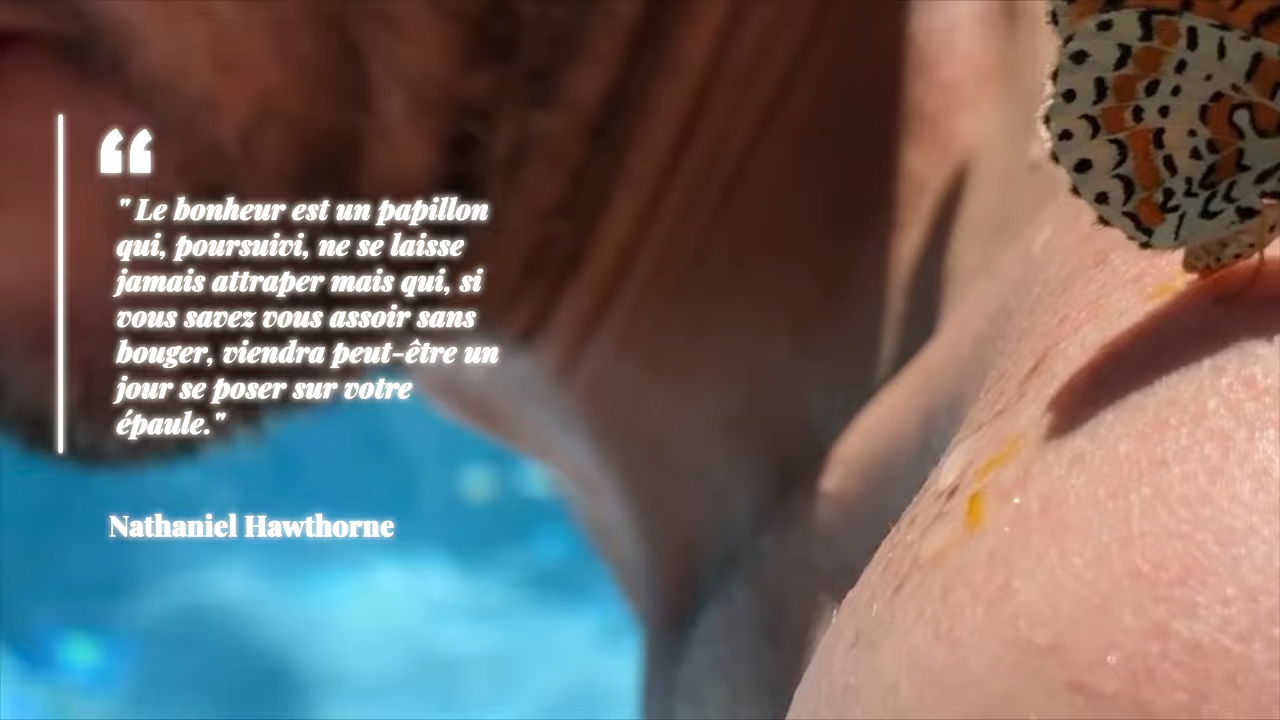 “
" Le bonheur est un papillon
qui, poursuivi, ne se laisse
jamais attraper mais qui, si
vous savez vous assoir sans
bouger, viendra peut-être un
jour se poser sur votre
épaule."
Nathaniel Hawthorne